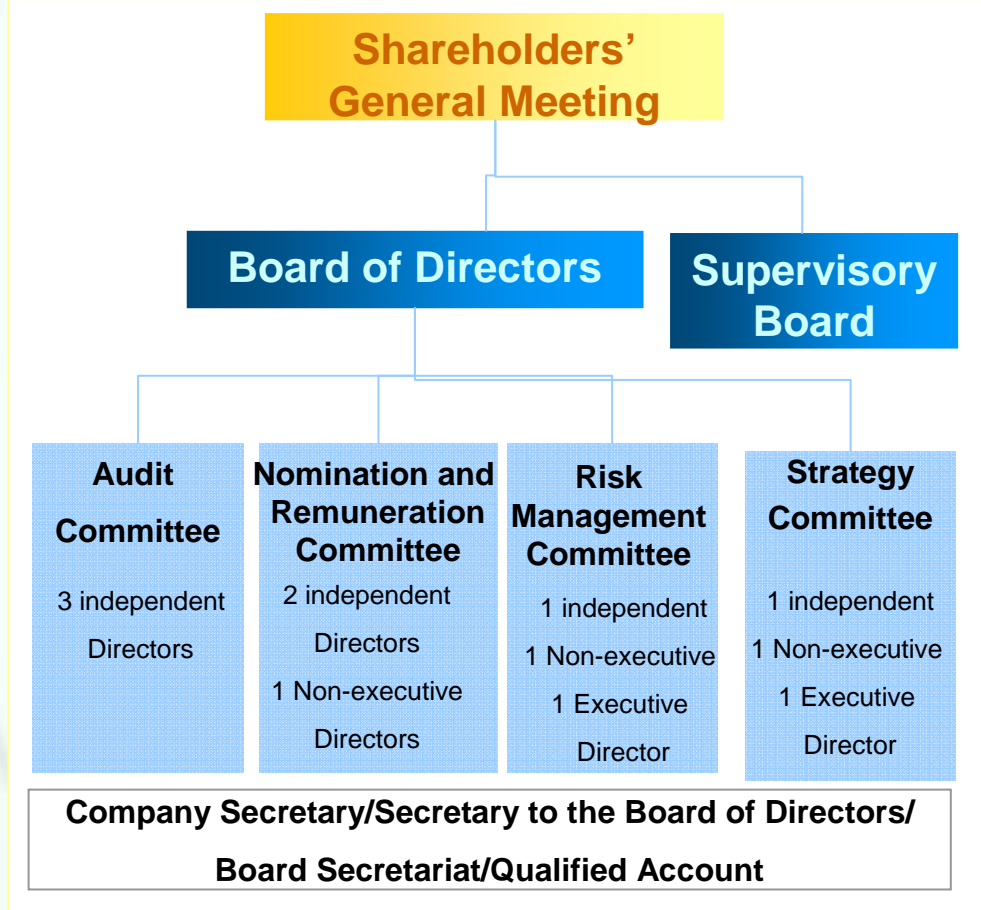 Shareholders’
General Meeting
Board of Directors
Supervisory
Board
Audit
Committee
3 independent
Directors
Nomination and
Remuneration
Committee
2 independent
Directors
1 Non-executive
Directors
Risk
Management
Committee
1 independent
1 Non-executive
1 Executive
Director
Strategy
Committee
1 independent
1 Non-executive
1 Executive
Director
Company Secretary/Secretary to the Board of Directors/
Board Secretariat/Qualified Account